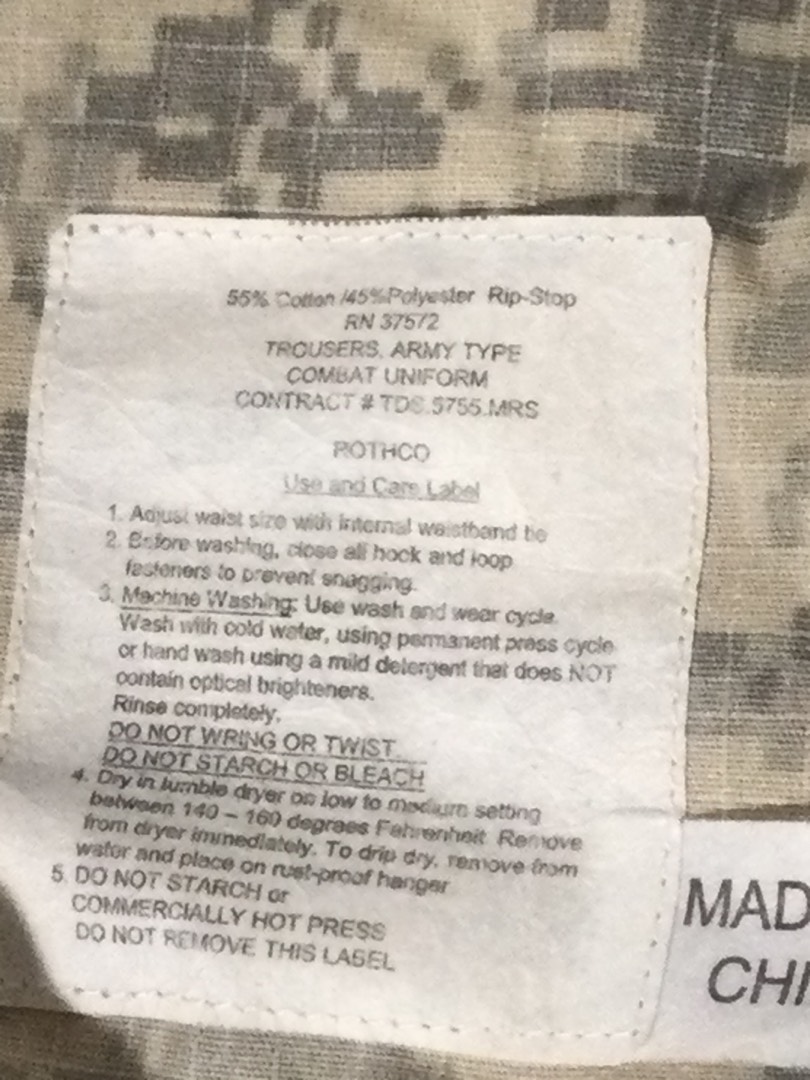 55% Cotton /45%Polyester Rip-Stop
RN 37572
TROUSERS, ARMY TYPE
COMBAT UNIFORM
CONTRACT # TDS.5755.MRS
ROTHCO
Use and Care Label
1. Adjust waist size with internal waistband tie
2. Before washing, close all hook and loop
fasteners to prevent snagging.
3. Machine Washing: Use wash and wear cycle.
Wash with cold water, using permanent press cycle
or hand wash using a mild detergent that does NOT
contain optical brighteners.
Rinse completely.
DO NOT WRING OR TWIST.
DO NOT STARCH OR BLEACH
4. Dry in tumble dryer on low to medium setting
between 140 – 160 degrees Fahrenheit. Remove
from dryer immediately. To drip dry, remove from
water and place on rust-proof hanger
5. DO NOT STARCH or
COMMERCIALLY HOT PRESS
DO NOT REMOVE THIS LABEL
MAD
CHI